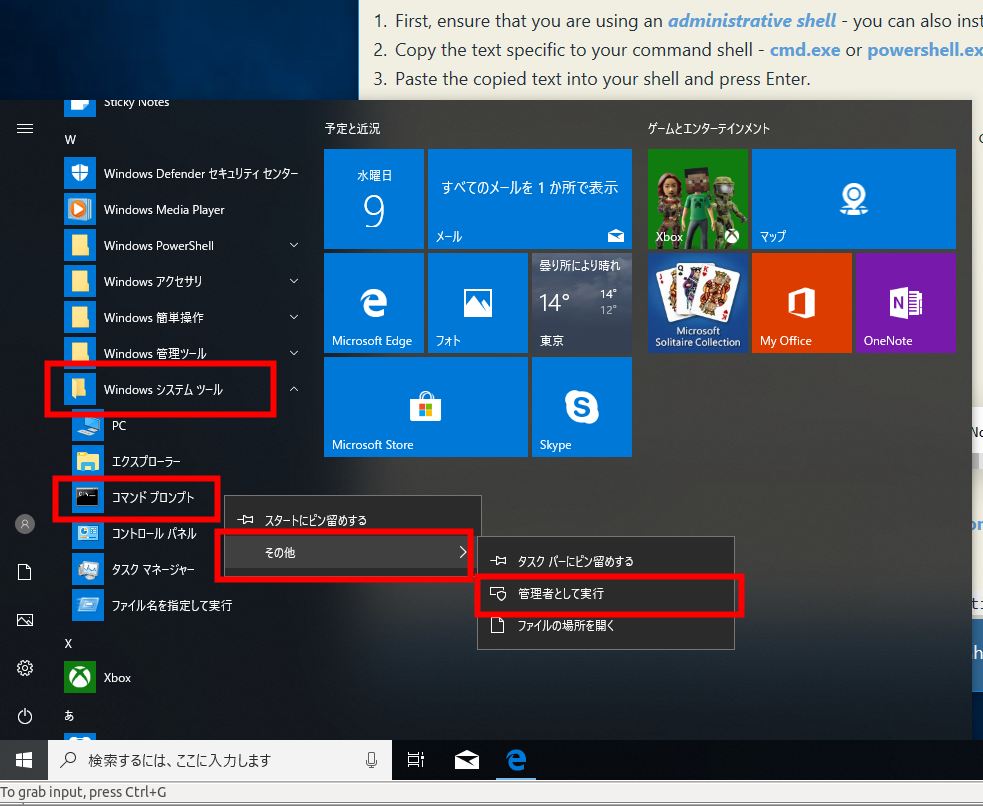 1. First, ensure that you are using an administrative shell - you can also inst
2. Copy the text specific to your command shell - cmd.exe or powershell.ex
3. Paste the copied text into your shell and press Enter.
Sticky Notes
W
Windows Defender セキュリティ センター
Windows Media Player
Windows PowerShell
Windows アクセサリ
Windows 簡単操作
Windows 管理ツール
Windows システム ツール
PC
エクスプローラー
コマンド プロンプト
コントロール パネル
タスク マネージャー
ファイル名を指定して実行
X
Xbox
あ
スタートにピン留めする
その他
タスク バーにピン留めする
管理者として実行
ファイルの場所を開く
予定と近況
水曜日
9
すべてのメールを 1 か所で表示
メール
Microsoft Edge
フォト
曇り所により晴れ
14°
14°
12°
東京
Microsoft Store
Skype
ゲームとエンターテインメント
Xbox
マップ
Microsoft
Solitaire Collection
My Office
OneNote
検索するには、ここに入力します
To grab input, press Ctrl+G